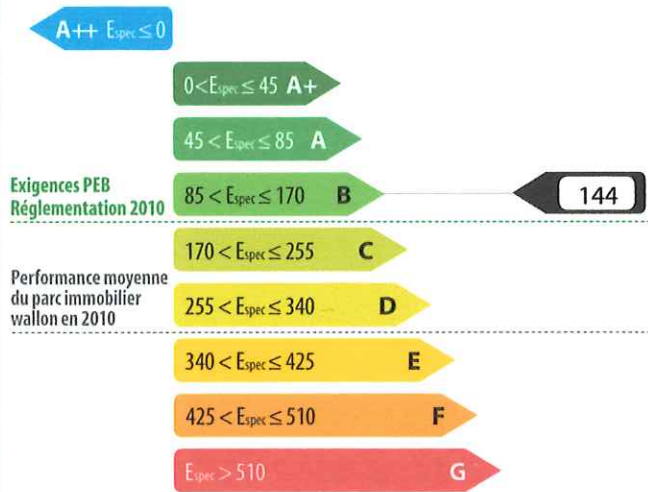 A++ Espec ≤ 0
0 < Espec ≤ 45 A+
45 < Espec ≤ 85 A
Exigences PEB
Réglementation 2010
85 < Espec ≤ 170 B
144
170 < Espec ≤ 255 C
Performance moyenne
du parc immobilier
wallon en 2010
255 < Espec ≤ 340 D
340 < Espec ≤ 425 E
425 < Espec ≤ 510 F
Espec > 510 G